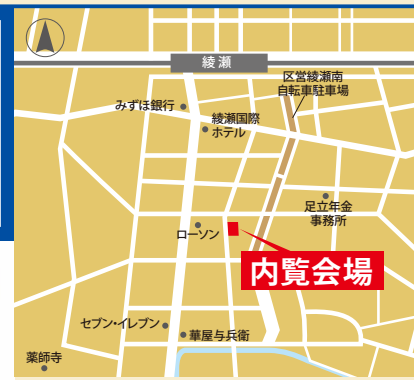 綾瀬
区営綾瀬南
自転車駐車場
みずほ銀行
綾瀬国際
ホテル
足立年金
事務所
ローソン
内覧会場
セブン・イレブン
華屋与兵衛
薬師寺